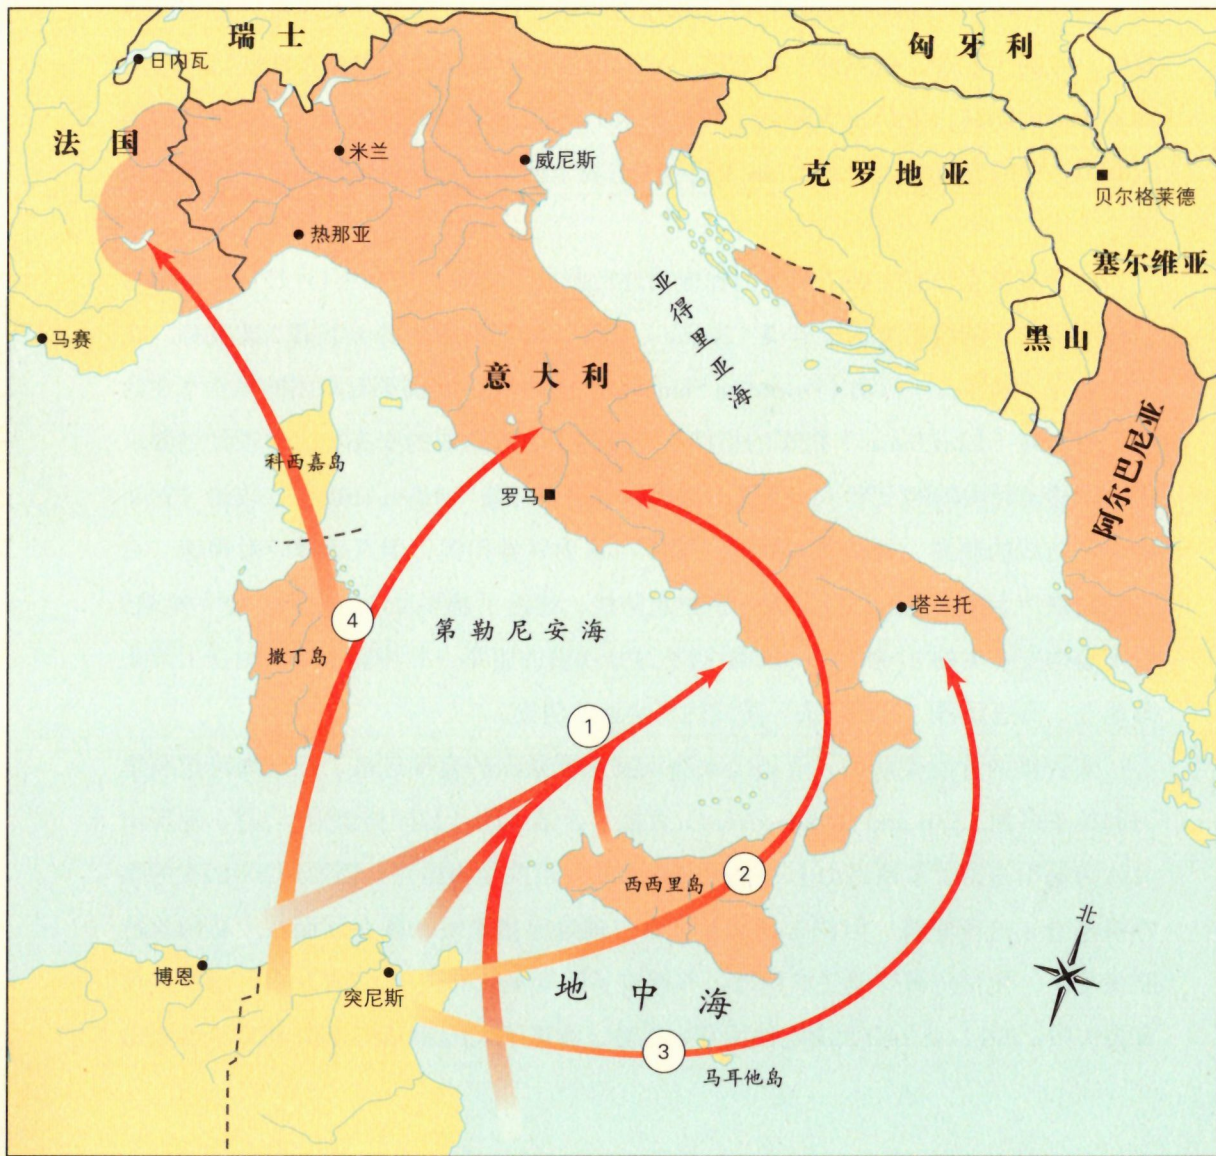 瑞士
匈牙利
日内瓦
法国
米兰
威尼斯
克罗地亚
贝尔格莱德
热那亚
塞尔维亚
亚得里亚海
马赛
黑山
意大利
科西嘉岛
罗马
阿尔巴尼亚
塔兰托
4
第勒尼安海
撒丁岛
1
2
西西里岛
北
博恩
突尼斯
地中海
3
马耳他岛